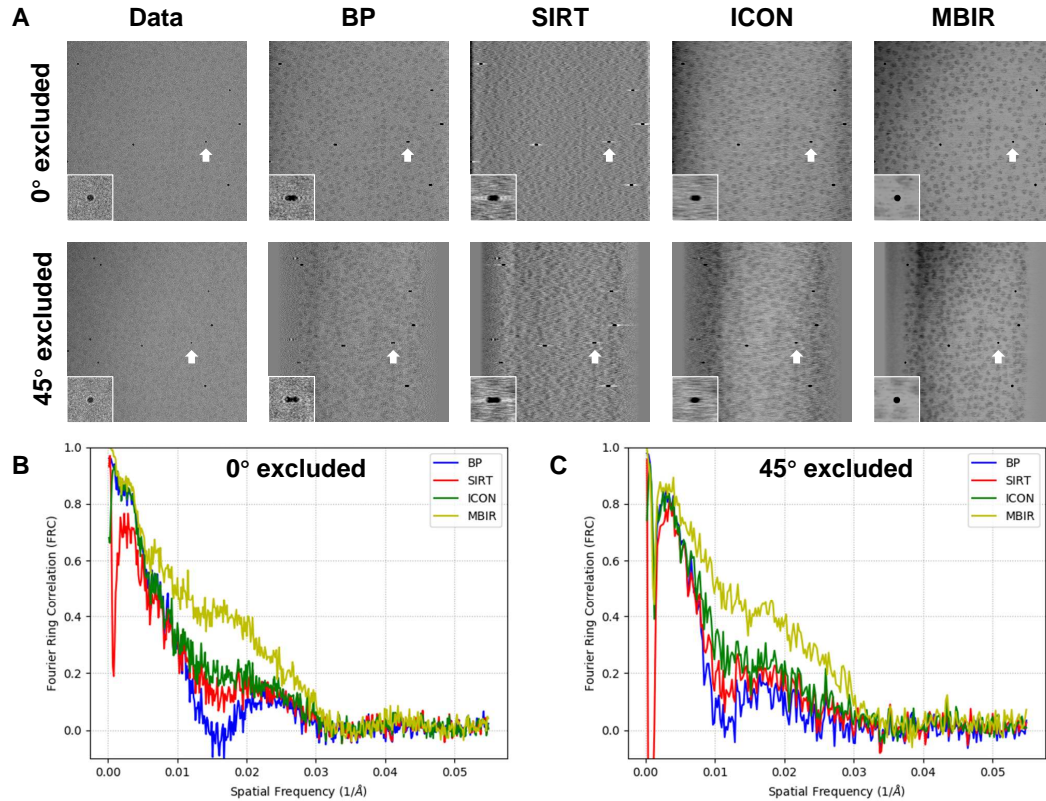 A
Data
BP
SIRT
ICON
MBIR
0° excluded
45° excluded
B
0° excluded
BP
SIRT
ICON
MBIR
1.0
0.8
0.6
0.4
0.2
0.0
Fourier Ring Correlation (FRC)
0.00
0.01
0.02
0.03
0.04
0.05
Spatial Frequency (1/Å)
C
45° excluded
BP
SIRT
ICON
MBIR
1.0
0.8
0.6
0.4
0.2
0.0
Fourier Ring Correlation (FRC)
0.00
0.01
0.02
0.03
0.04
0.05
Spatial Frequency (1/Å)